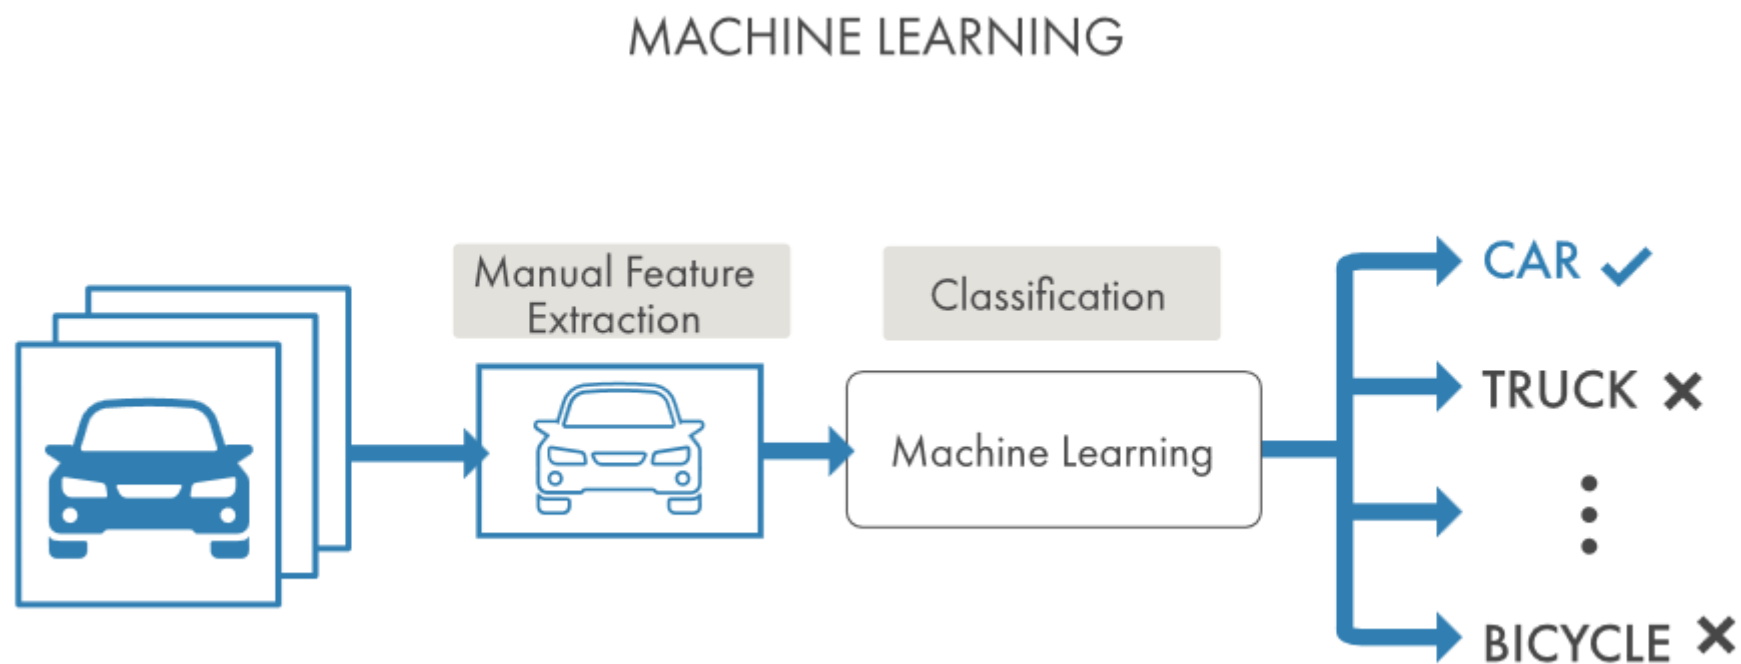 MACHINE LEARNING
Manual Feature
Extraction
Classification
Machine Learning
CAR
TRUCK
BICYCLE